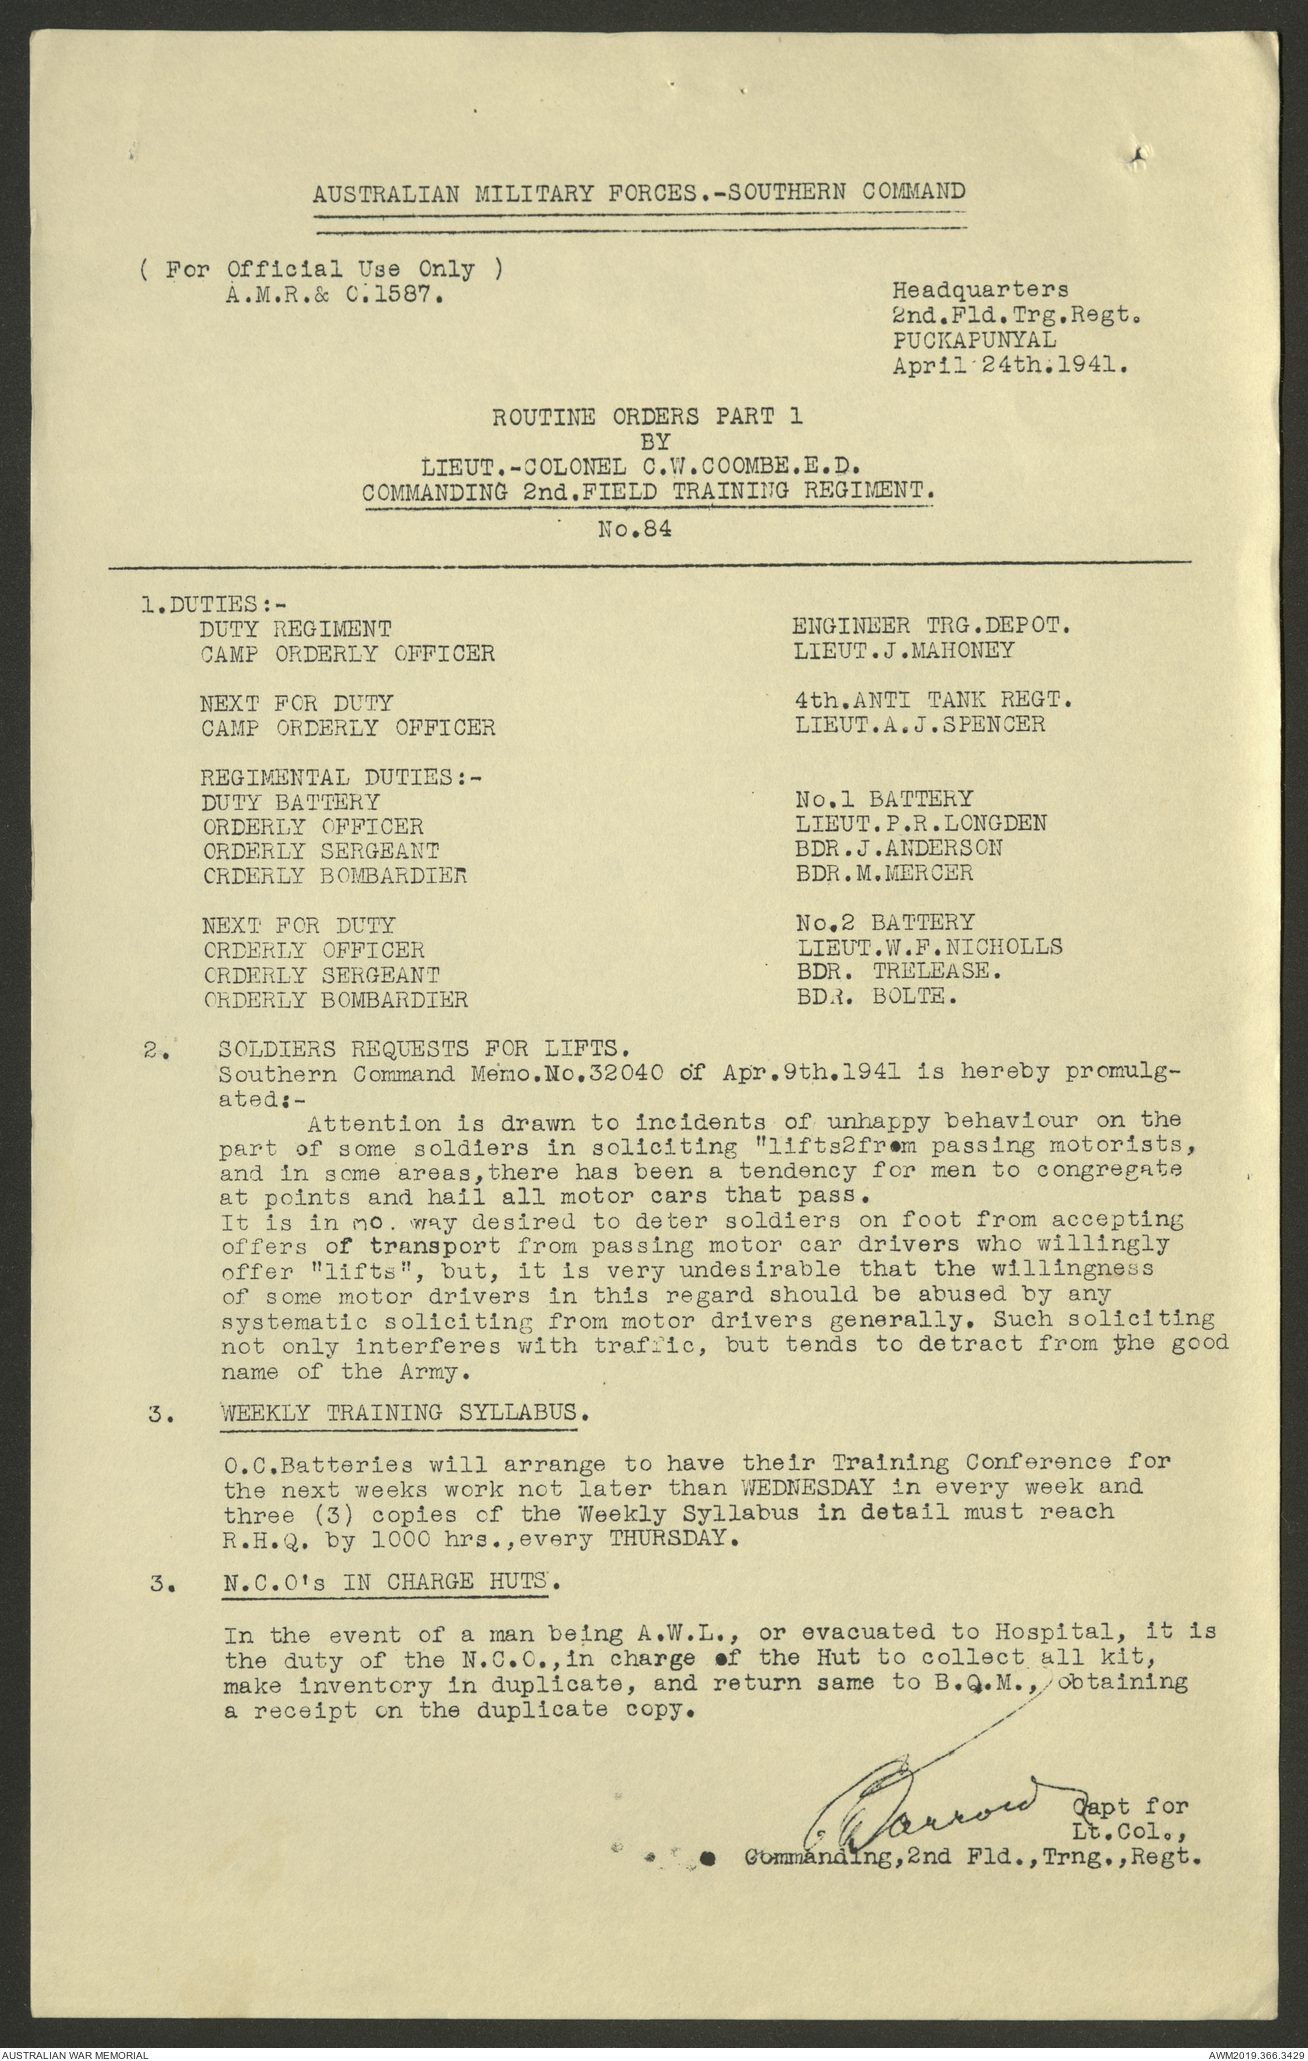 AUSTRALIAN MILITARY FORCES.-SOUTHERN COMMAND
( For Official Use Only )
A.M.R.& C.1587.
Headquarters
2nd.Fld.Trg.Regt.
PUCKAPUNYAL
April 24th.1941.
ROUTINE ORDERS PART 1
BY
LIEUT.-COLONEL C.W.COOMBE.E.D.
COMMANDING 2nd.FIELD TRAINING REGIMENT.
No.84
1.DUTIES:-
DUTY REGIMENT ENGINEER TRG.DEPOT.
CAMP ORDERLY OFFICER LIEUT.J.MAHONEY
NEXT FOR DUTY 4th.ANTI TANK REGT.
CAMP ORDERLY OFFICER LIEUT.A.J.SPENCER
REGIMENTAL DUTIES:-
DUTY BATTERY No.1 BATTERY
ORDERLY OFFICER LIEUT.P.R.LONGDEN
ORDERLY SERGEANT BDR.J.ANDERSON
ORDERLY BOMBARDIER BDR.M.MERCER
NEXT FOR DUTY No.2 BATTERY
ORDERLY OFFICER LIEUT.W.F.NICHOLLS
ORDERLY SERGEANT BDR. TRELEASE.
ORDERLY BOMBARDIER BDR. BOLTE.
2. SOLDIERS REQUESTS FOR LIFTS.
Southern Command Memo.No.32040 of Apr.9th.1941 is hereby promulg-
ated:-
Attention is drawn to incidents of unhappy behaviour on the
part of some soldiers in soliciting "lifts2from passing motorists,
and in some areas,there has been a tendency for men to congregate
at points and hail all motor cars that pass.
It is in no. way desired to deter soldiers on foot from accepting
offers of transport from passing motor car drivers who willingly
offer "lifts", but, it is very undesirable that the willingness
of some motor drivers in this regard should be abused by any
systematic soliciting from motor drivers generally. Such soliciting
not only interferes with traffic, but tends to detract from the good
name of the Army.
3. WEEKLY TRAINING SYLLABUS.
O.C.Batteries will arrange to have their Training Conference for
the next weeks work not later than WEDNESDAY in every week and
three (3) copies of the Weekly Syllabus in detail must reach
R.H.Q. by 1000 hrs.,every THURSDAY.
3. N.C.O's IN CHARGE HUTS.
In the event of a man being A.W.L., or evacuated to Hospital, it is
the duty of the N.C.O.,in charge of the Hut to collect all kit,
make inventory in duplicate, and return same to B.Q.M., obtaining
a receipt on the duplicate copy.
Capt for
Lt.Col.,
Commanding,2nd Fld.,Trng.,Regt.
AUSTRALIAN WAR MEMORIAL
AWM2019.366.3429